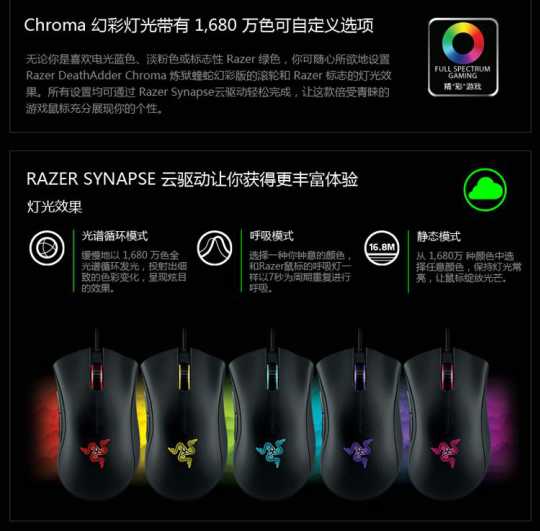 Chroma 幻彩灯光带有 1,680 万色可自定义选项
无论你是喜欢电光蓝色、淡粉色或标志性 Razer 绿色，你可随心所欲地设置
Razer DeathAdder Chroma 炼狱蝰蛇幻彩版的滚轮和 Razer 标志的灯光效
果。所有设置均可通过 Razer Synapse云驱动轻松完成，让这款倍受青睐的
游戏鼠标充分展现你的个性。
FULL SPECTRUM
GAMING
精“彩”游戏
RAZER SYNAPSE 云驱动让你获得更丰富体验
灯光效果
光谱循环模式
缓慢地以 1,680 万色全
光谱循环发光，投射出细
致的色彩变化，呈现炫目
的效果。
呼吸模式
选择一种你钟意的颜色，
和Razer鼠标的呼吸灯一
样以7秒为周期重复进行
呼吸。
16.8M
静态模式
从 1,680万 种颜色中选
择任意颜色，保持灯光常
亮，让鼠标绽放光芒。